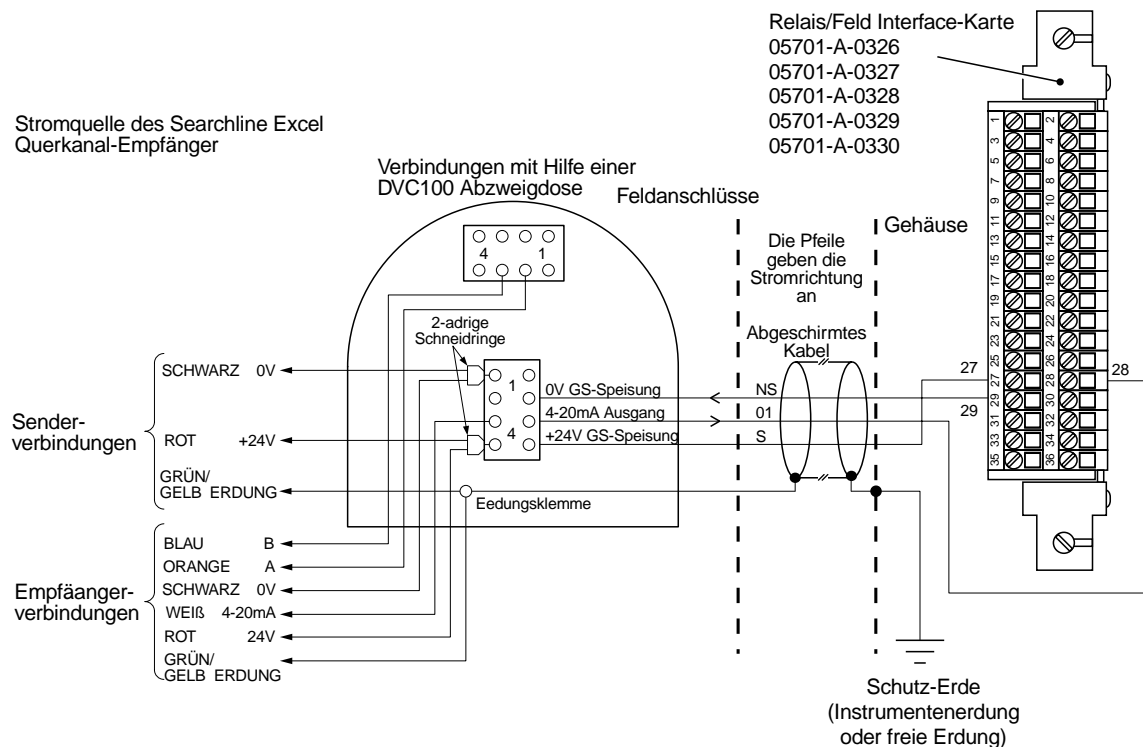 Relais/Feld Interface-Karte
05701-A-0326
05701-A-0327
05701-A-0328
05701-A-0329
05701-A-0330
Stromquelle des Searchline Excel
Querkanal-Empfänger
Verbindungen mit Hilfe einer
DVC100 Abzweigdose
Feldanschlüsse
Gehäuse
Die Pfeile
geben die
Stromrichtung
an
4 1
2-adrige
Schneidringe
Abgeschirmtes
Kabel
SCHWARZ 0V
1
4
0V GS-Speisung NS
4-20mA Ausgang 01
+24V GS-Speisung S
27
29
28
Sender-
verbindungen
ROT +24V
GRÜN/
GELB ERDUNG
Eedungsklemme
Empfäanger-
verbindungen
BLAU B
ORANGE A
SCHWARZ 0V
WEIß 4-20mA
ROT 24V
GRÜN/
GELB ERDUNG
1 2
3 4
5 6
7 8
9 10
11 12
13 14
15 16
17 18
19 20
21 22
23 24
25 26
27 28
29 30
31 32
33 34
35 36
Schutz-Erde
(Instrumentenerdung
oder freie Erdung)